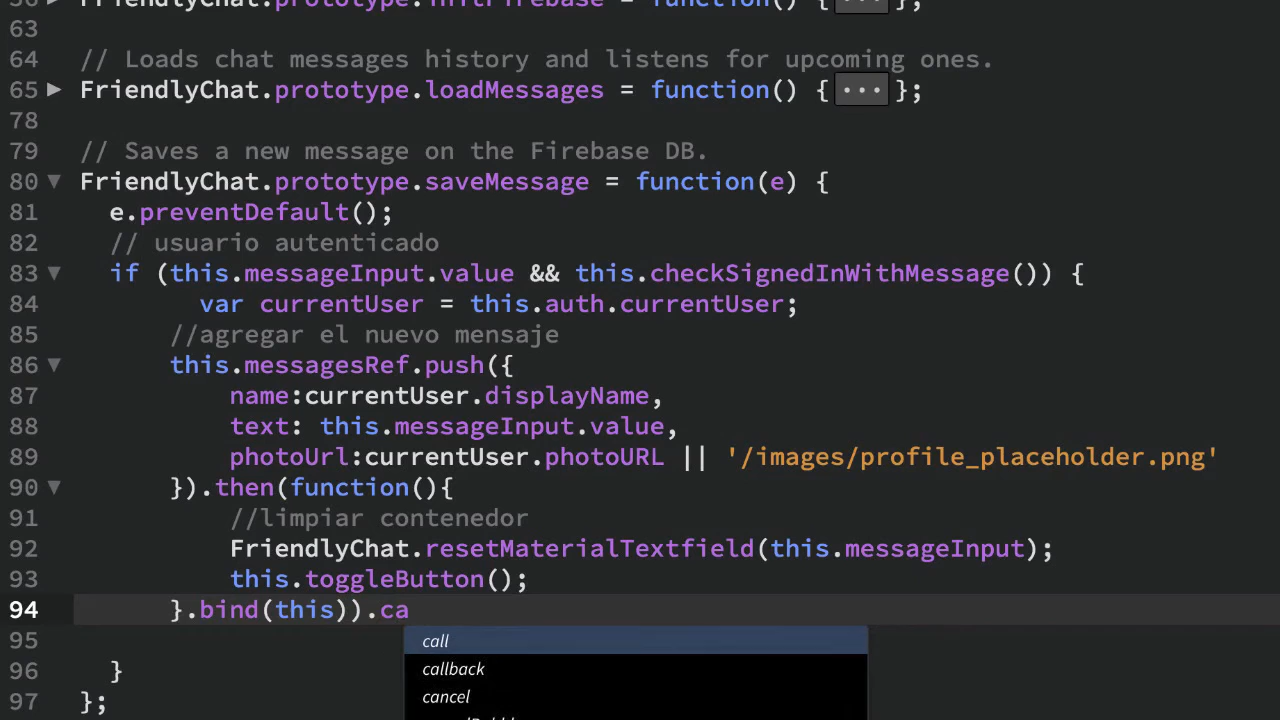 56 FriendlyChat.prototype.initFirebase = function() {···};
63
64 // Loads chat messages history and listens for upcoming ones.
65 FriendlyChat.prototype.loadMessages = function() {···};
78
79 // Saves a new message on the Firebase DB.
80 FriendlyChat.prototype.saveMessage = function(e) {
81 e.preventDefault();
82 // usuario autenticado
83 if (this.messageInput.value && this.checkSignedInWithMessage()) {
84 var currentUser = this.auth.currentUser;
85 //agregar el nuevo mensaje
86 this.messagesRef.push({
87 name:currentUser.displayName,
88 text: this.messageInput.value,
89 photoUrl:currentUser.photoURL || '/images/profile_placeholder.png'
90 }).then(function(){
91 //limpiar contenedor
92 FriendlyChat.resetMaterialTextfield(this.messageInput);
93 this.toggleButton();
94 }.bind(this)).ca
call
95
callback
96 }
cancel
97 };